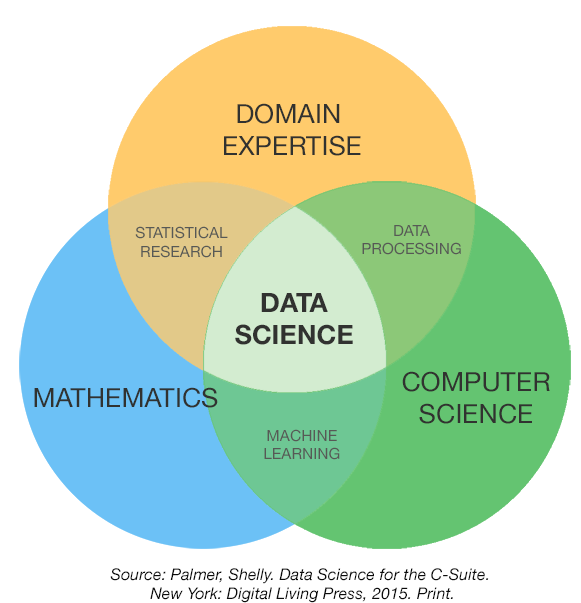 DOMAIN
EXPERTISE
STATISTICAL
RESEARCH
DATA
PROCESSING
DATA
SCIENCE
MATHEMATICS
COMPUTER
SCIENCE
MACHINE
LEARNING
Source: Palmer, Shelly. Data Science for the C-Suite.
New York: Digital Living Press, 2015. Print.